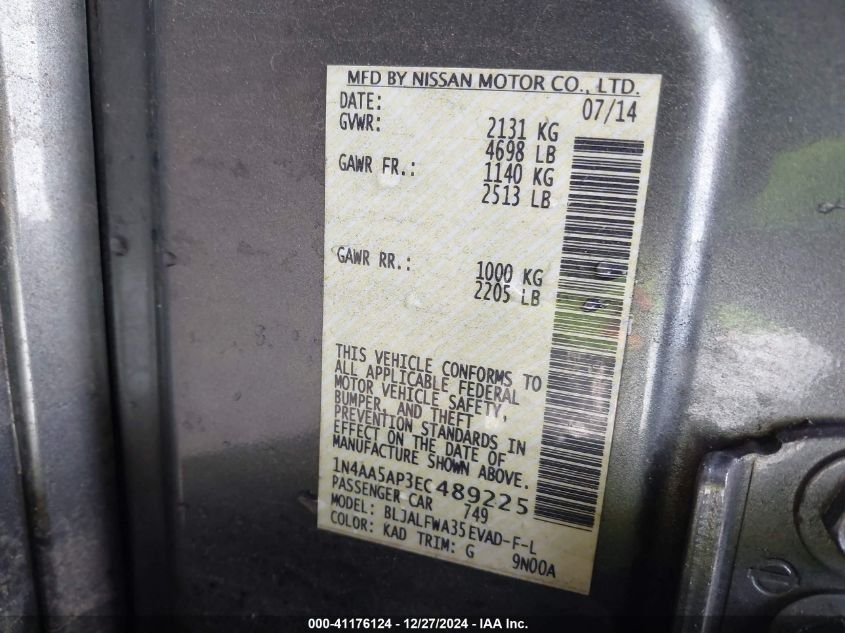 MFD BY NISSAN MOTOR CO., LTD.
DATE: 07/14
GVWR: 2131 KG
4698 LB
GAWR FR.: 1140 KG
2513 LB
GAWR RR.: 1000 KG
2205 LB
THIS VEHICLE CONFORMS TO
ALL APPLICABLE FEDERAL
MOTOR VEHICLE SAFETY,
BUMPER, AND THEFT
PREVENTION STANDARDS IN
EFFECT ON THE DATE OF
MANUFACTURE SHOWN ABOVE.
1N4AA5AP3EC489225
PASSENGER CAR 749
MODEL: BLJALFWA35EVAD-F-L
COLOR: KAD TRIM: G 9N00A
000-41176124 - 12/27/2024 - IAA Inc.